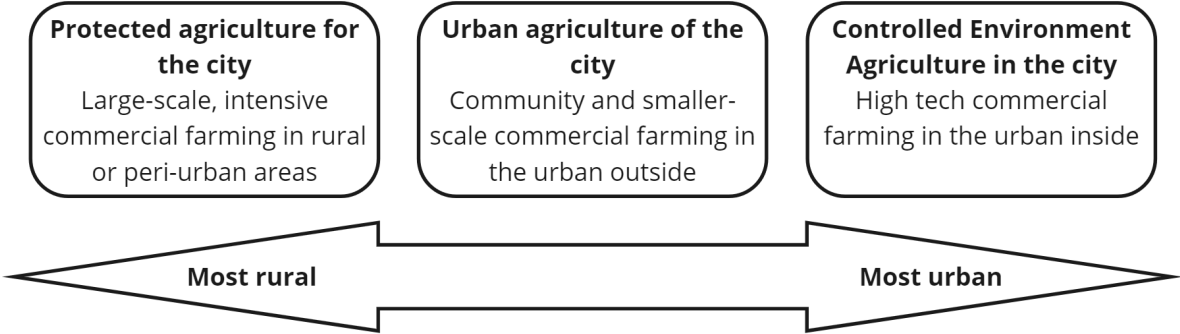 Protected agriculture for
the city
Large-scale, intensive
commercial farming in rural
or peri-urban areas
Urban agriculture of the
city
Community and smaller-
scale commercial farming in
the urban outside
Controlled Environment
Agriculture in the city
High tech commercial
farming in the urban inside
Most rural
Most urban